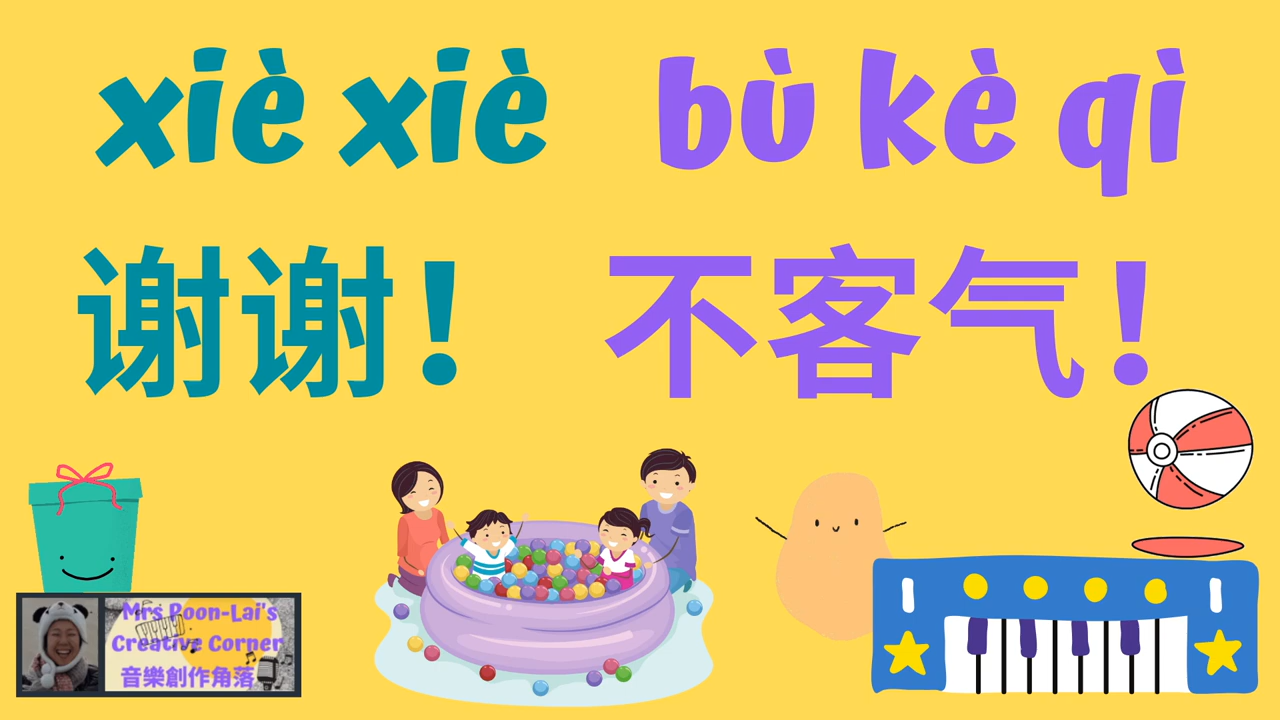 xiè xiè bù kè qì
谢谢! 不客气!
Mrs Poon-Lai's
Creative Corner
音樂創作角落